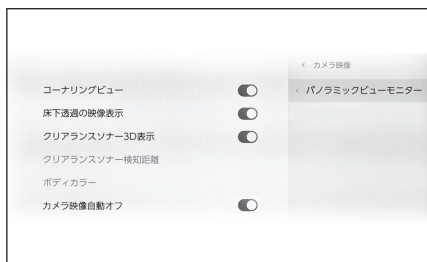 ‹ カメラ映像
‹ パノラミックビューモニター
コーナリングビュー
床下透過の映像表示
クリアランスソナー3D表示
クリアランスソナー検知距離
ボディカラー
カメラ映像自動オフ